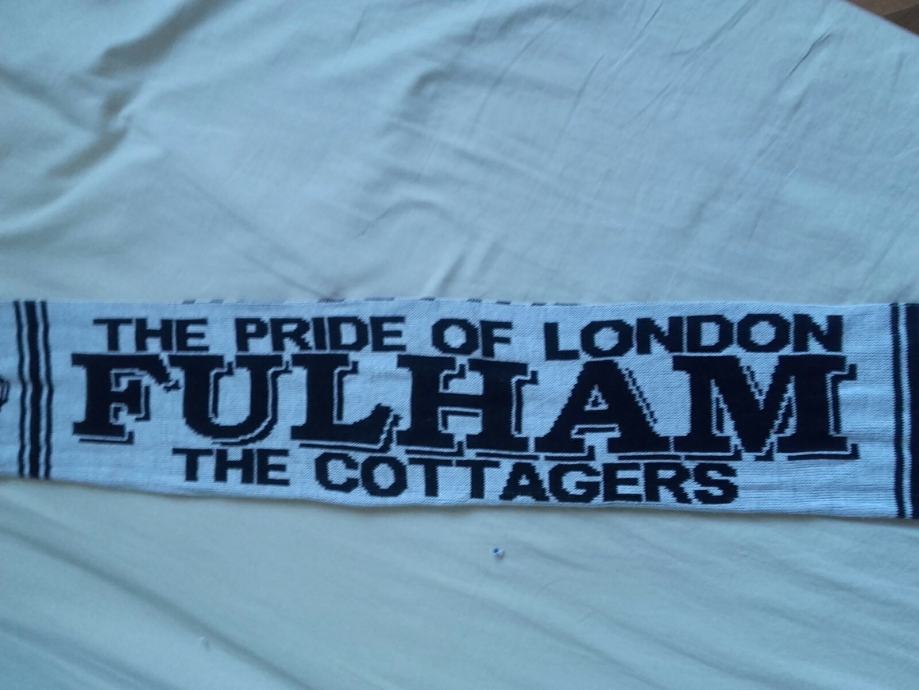 THE PRIDE OF LONDON
FULHAM
THE COTTAGERS